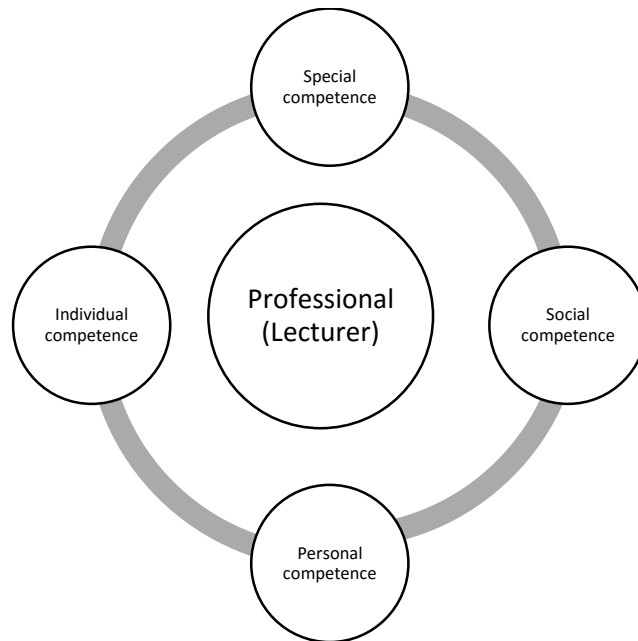 Special
competence
Individual
competence
Professional
(Lecturer)
Social
competence
Personal
competence